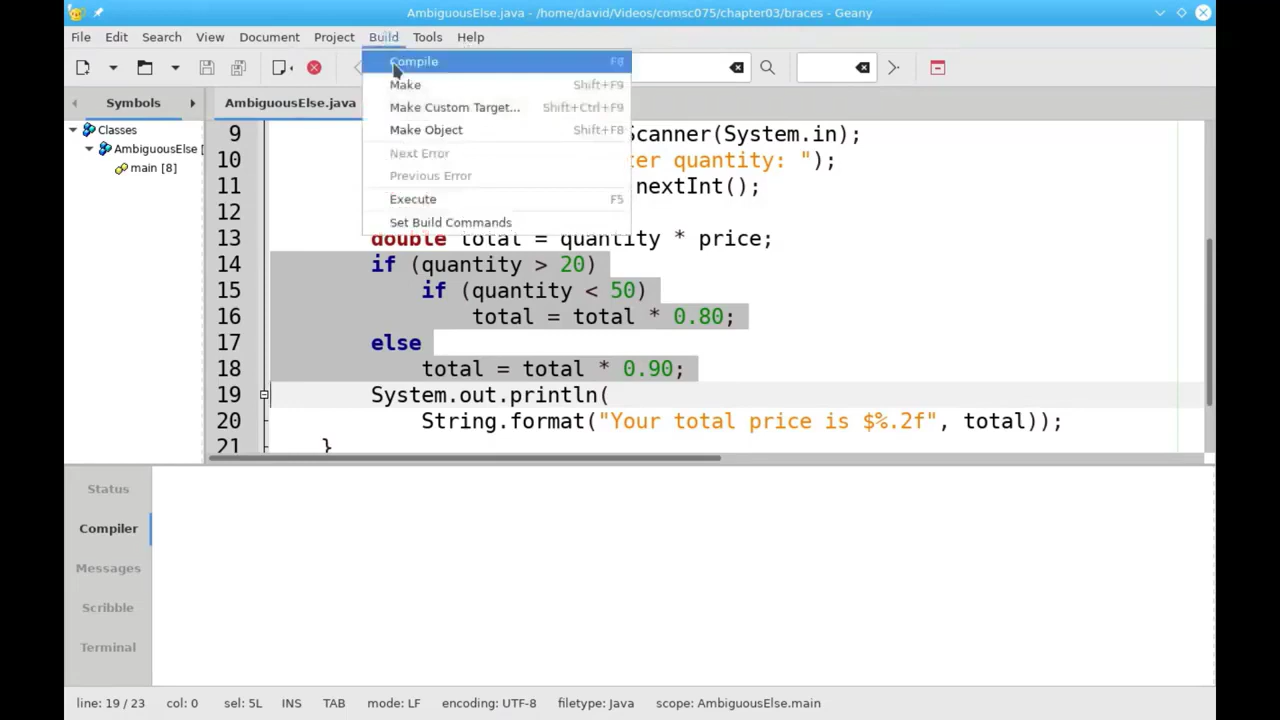 AmbiguousElse.java - /home/david/Videos/comsc075/chapter03/braces - Geany
File Edit Search View Document Project Build Tools Help
Compile F8
Make Shift+F9
Make Custom Target... Shift+Ctrl+F9
Make Object Shift+F8
Next Error
Previous Error
Execute F5
Set Build Commands
Symbols
AmbiguousElse.java
Classes
AmbiguousElse [
main [8]
9 Scanner(System.in);
10 er quantity: ");
11 nextInt();
12
13 double total = quantity * price;
14 if (quantity > 20)
15 if (quantity < 50)
16 total = total * 0.80;
17 else
18 total = total * 0.90;
19 System.out.println(
20 String.format("Your total price is $%.2f", total));
21 }
Status
Compiler
Messages
Scribble
Terminal
line: 19 / 23 col: 0 sel: 5L INS TAB mode: LF encoding: UTF-8 filetype: Java scope: AmbiguousElse.main